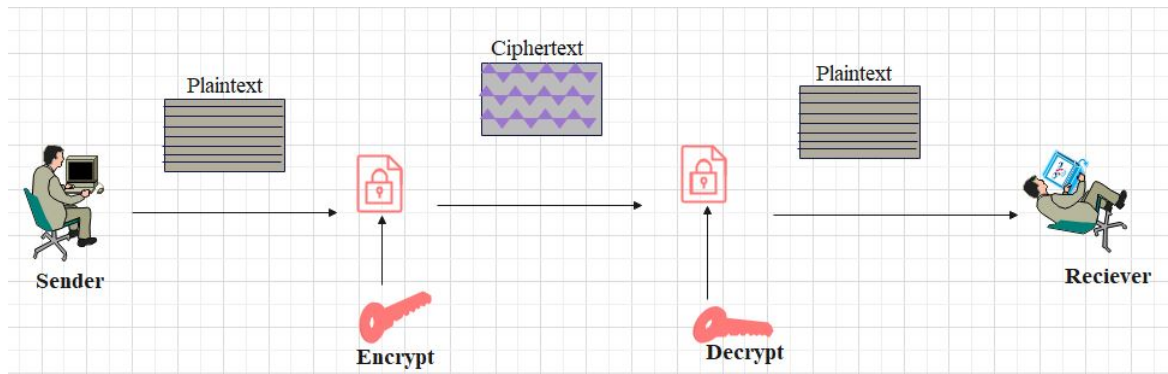 Ciphertext
Plaintext
Plaintext
Sender
Reciever
Encrypt
Decrypt